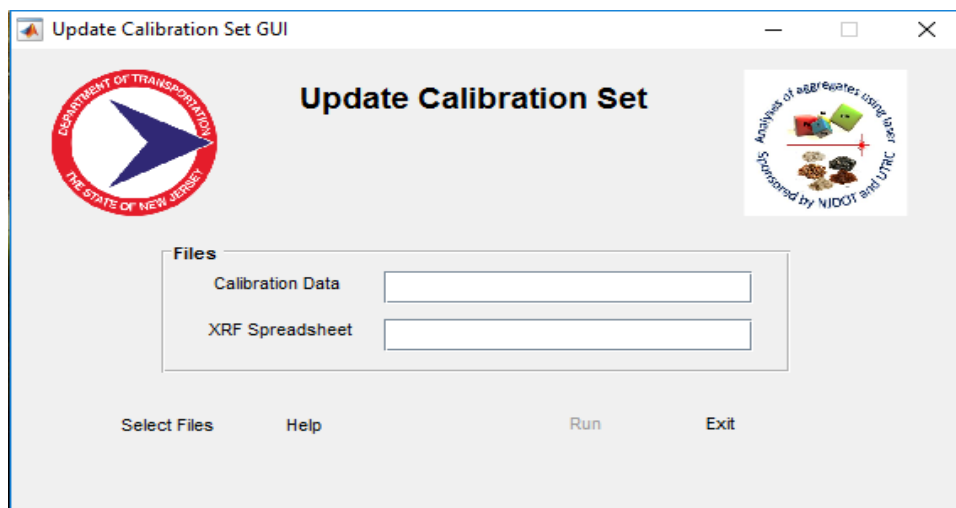 Update Calibration Set GUI
DEPARTMENT OF TRANSPORTATION
THE STATE OF NEW JERSEY
Update Calibration Set
Analysis of aggregates using laser
Sponsored by NJDOT and UTRC
Files
Calibration Data
XRF Spreadsheet
Select Files Help Run Exit